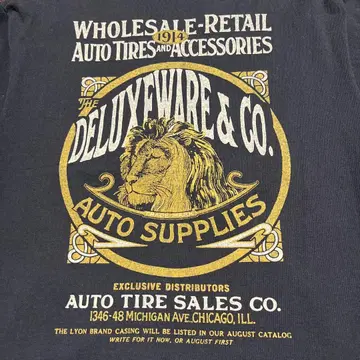 WHOLESALE-RETAIL
1914
AUTO TIRES AND ACCESSORIES
THE
DELUXEWARE & CO.
AUTO SUPPLIES
EXCLUSIVE DISTRIBUTORS
AUTO TIRE SALES CO.
1346-48 MICHIGAN AVE.CHICAGO, ILL.
THE LYON BRAND CASING WILL BE LISTED IN OUR AUGUST CATALOG
WRITE FOR IT NOW, OR AUGUST FIRST